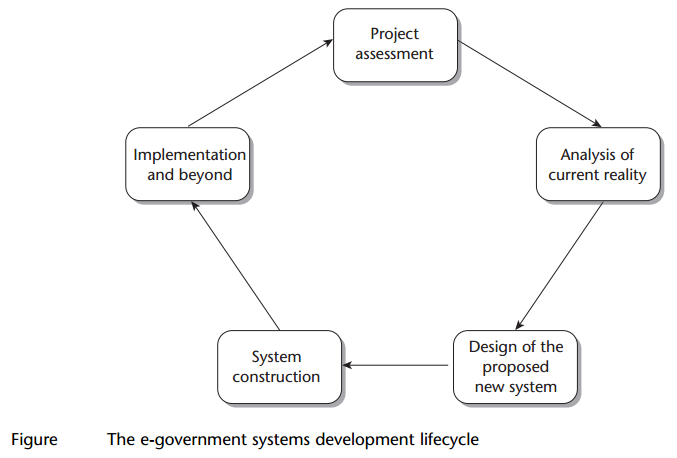 Project
assessment
Implementation
and beyond
Analysis of
current reality
System
construction
Design of the
proposed
new system
Figure The e-government systems development lifecycle